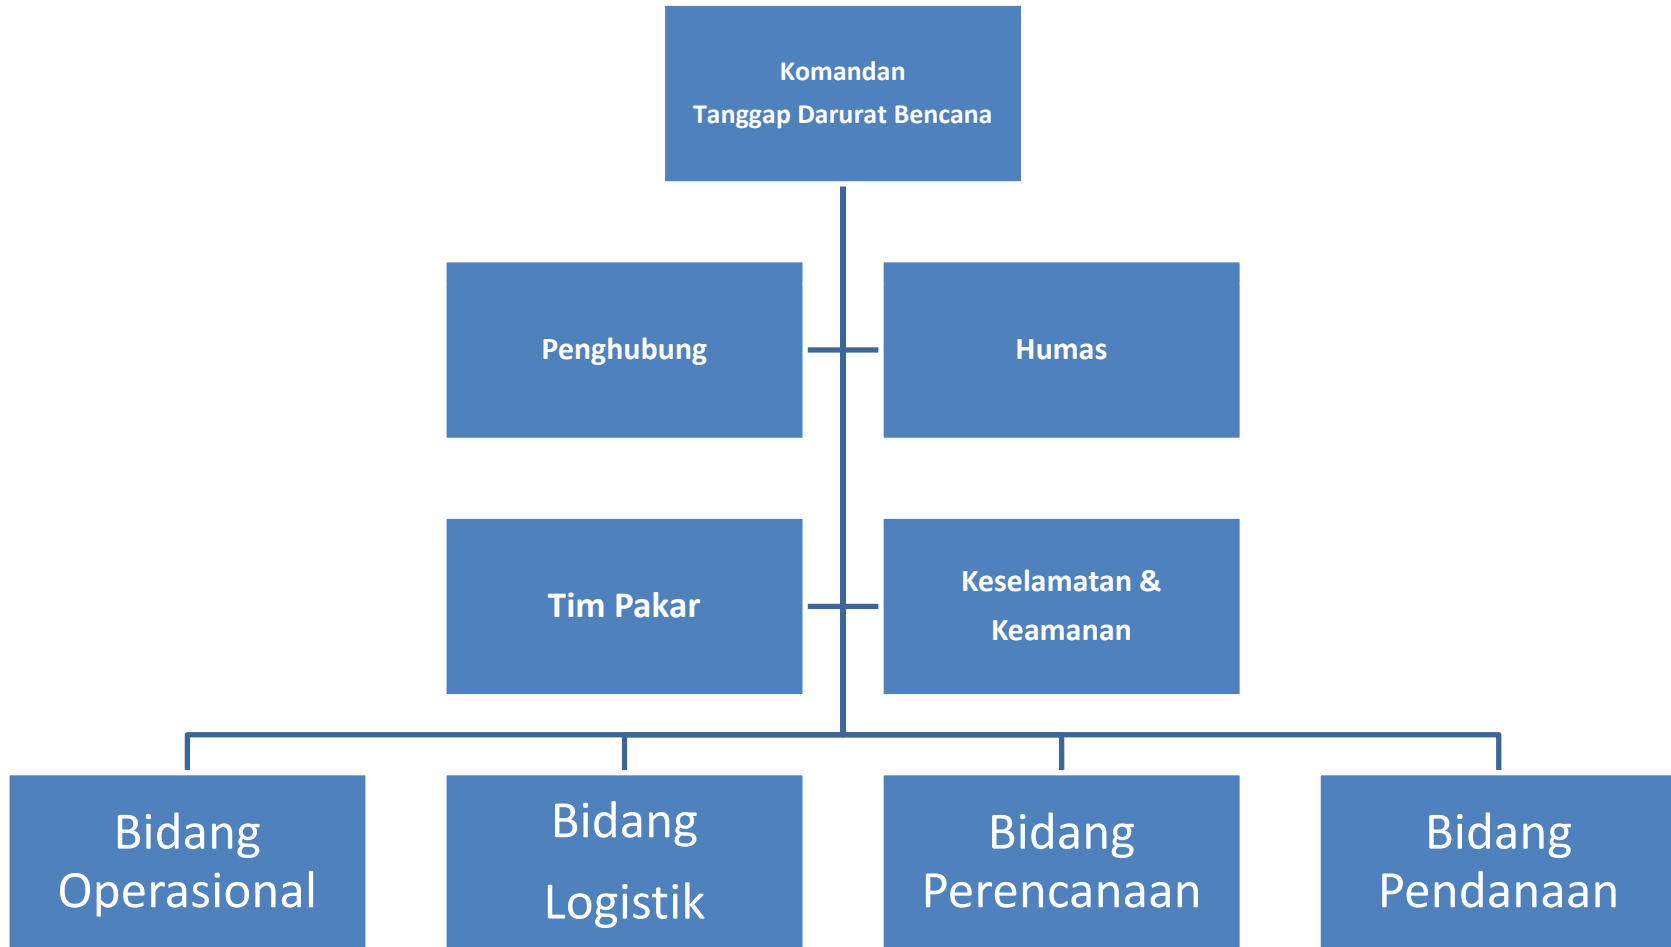 Komandan
Tanggap Darurat Bencana
Penghubung
Humas
Tim Pakar
Keselamatan &
Keamanan
Bidang
Operasional
Bidang
Logistik
Bidang
Perencanaan
Bidang
Pendanaan